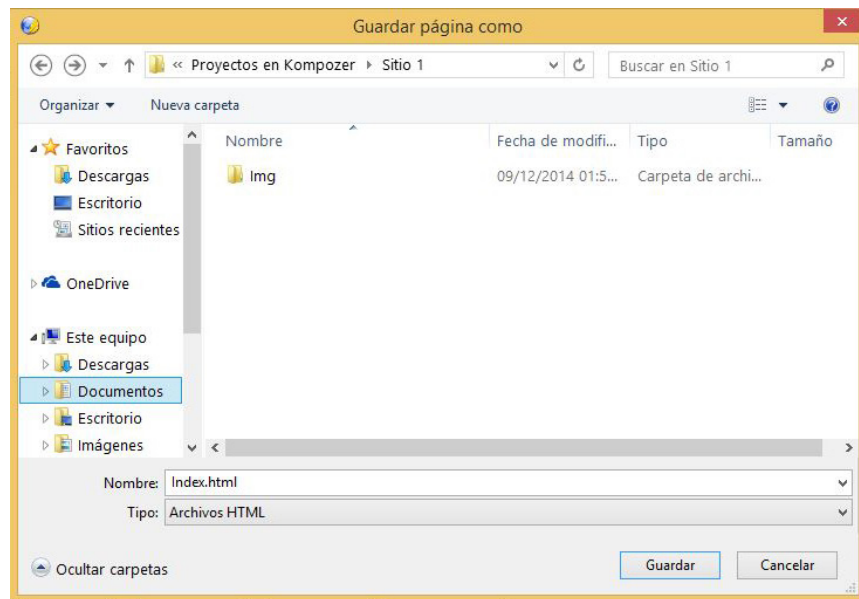 Guardar página como
« Proyectos en Kompozer Sitio 1 Buscar en Sitio 1
Organizar Nueva carpeta
Nombre Fecha de modifi... Tipo Tamaño
Favoritos
Img 09/12/2014 01:5... Carpeta de archi...
Descargas
Escritorio
Sitios recientes
OneDrive
Este equipo
Descargas
Documentos
Escritorio
Imágenes
Nombre: Index.html
Tipo: Archivos HTML
Ocultar carpetas Guardar Cancelar